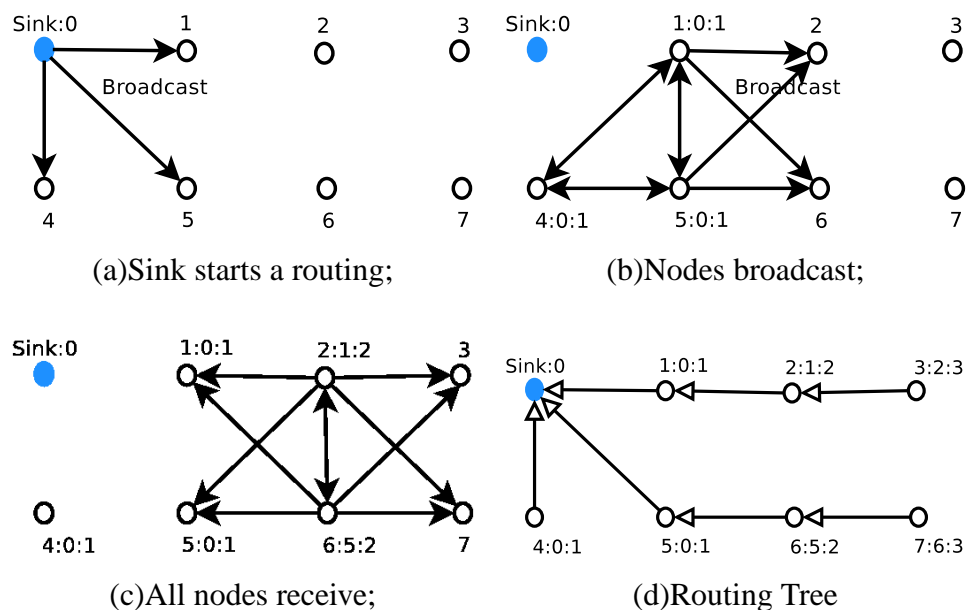 Sink:0 1 2 3
Broadcast
4 5 6 7
(a)Sink starts a routing;
1:0:1 2 3
Sink:0
Broadcast
4:0:1 5:0:1 6 7
(b)Nodes broadcast;
Sink:0 1:0:1 2:1:2 3
4:0:1 5:0:1 6:5:2 7
(c)All nodes receive;
Sink:0 1:0:1 2:1:2 3:2:3
4:0:1 5:0:1 6:5:2 7:6:3
(d)Routing Tree